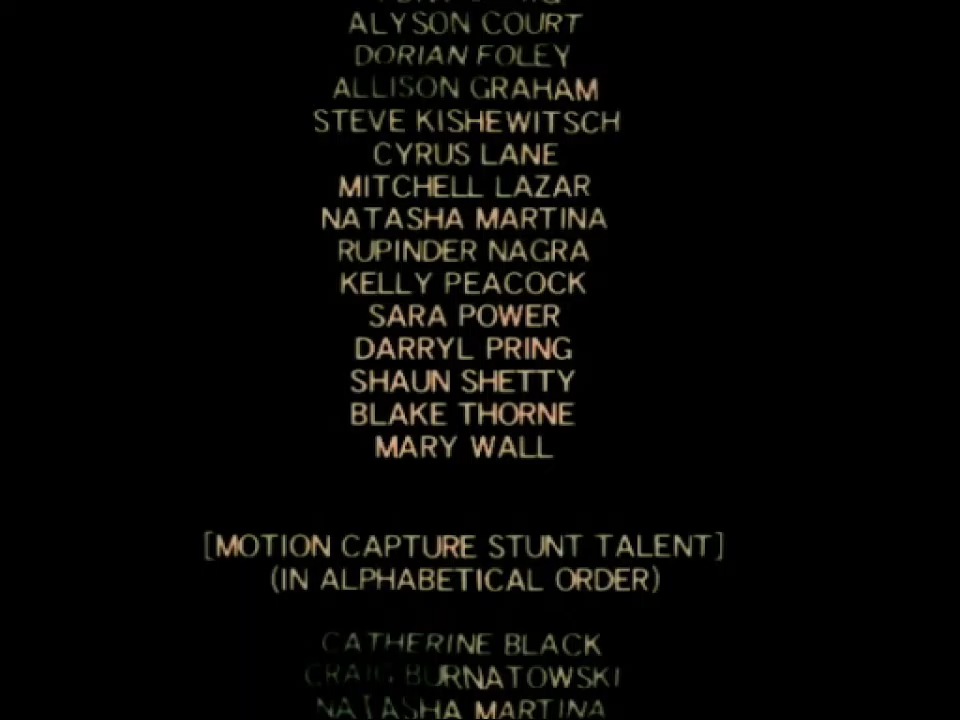 ALYSON COURT
DORIAN FOLEY
ALLISON GRAHAM
STEVE KISHEWITSCH
CYRUS LANE
MITCHELL LAZAR
NATASHA MARTINA
RUPINDER NAGRA
KELLY PEACOCK
SARA POWER
DARRYL PRING
SHAUN SHETTY
BLAKE THORNE
MARY WALL
[MOTION CAPTURE STUNT TALENT]
(IN ALPHABETICAL ORDER)
CATHERINE BLACK
CRAIG BURNATOWSKI
NATASHA MARTINA